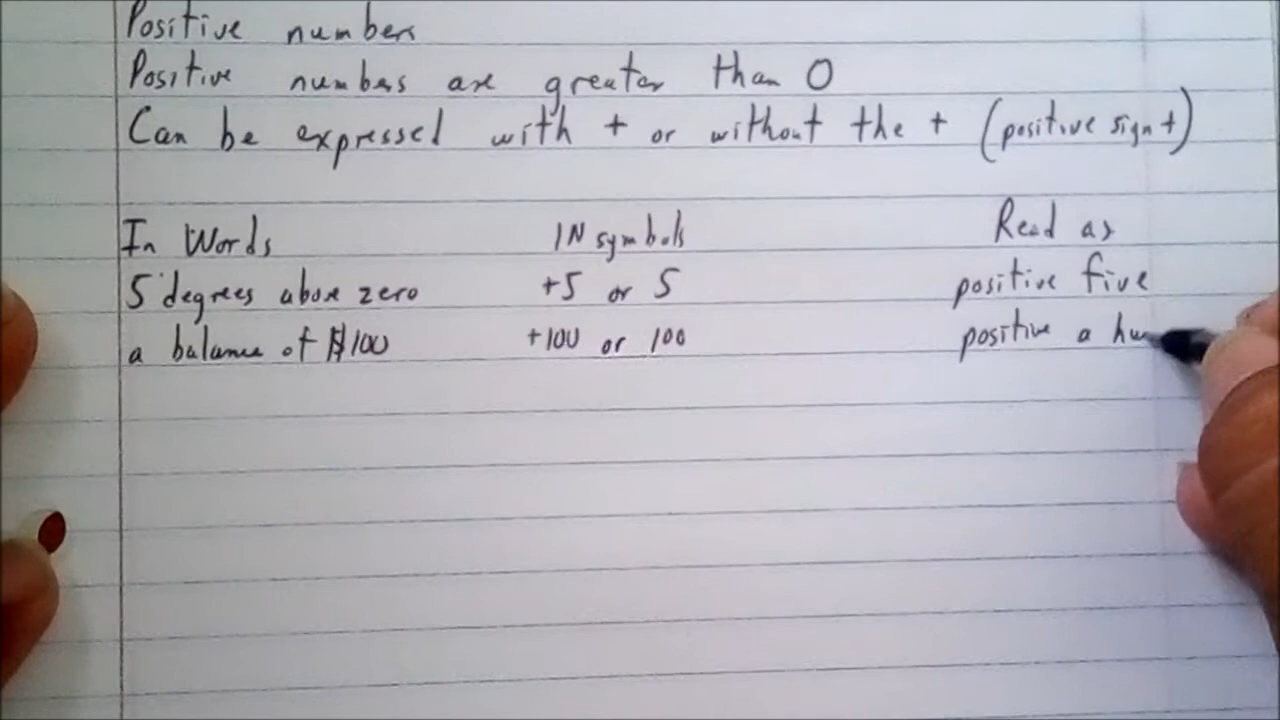 Positive numbers
Positive numbers are greater than 0
Can be expressed with + or without the + (positive sign +)
In Words IN symbols Read as
5 degrees above zero +5 or 5 positive five
a balance of $100 +100 or 100 positive a hu